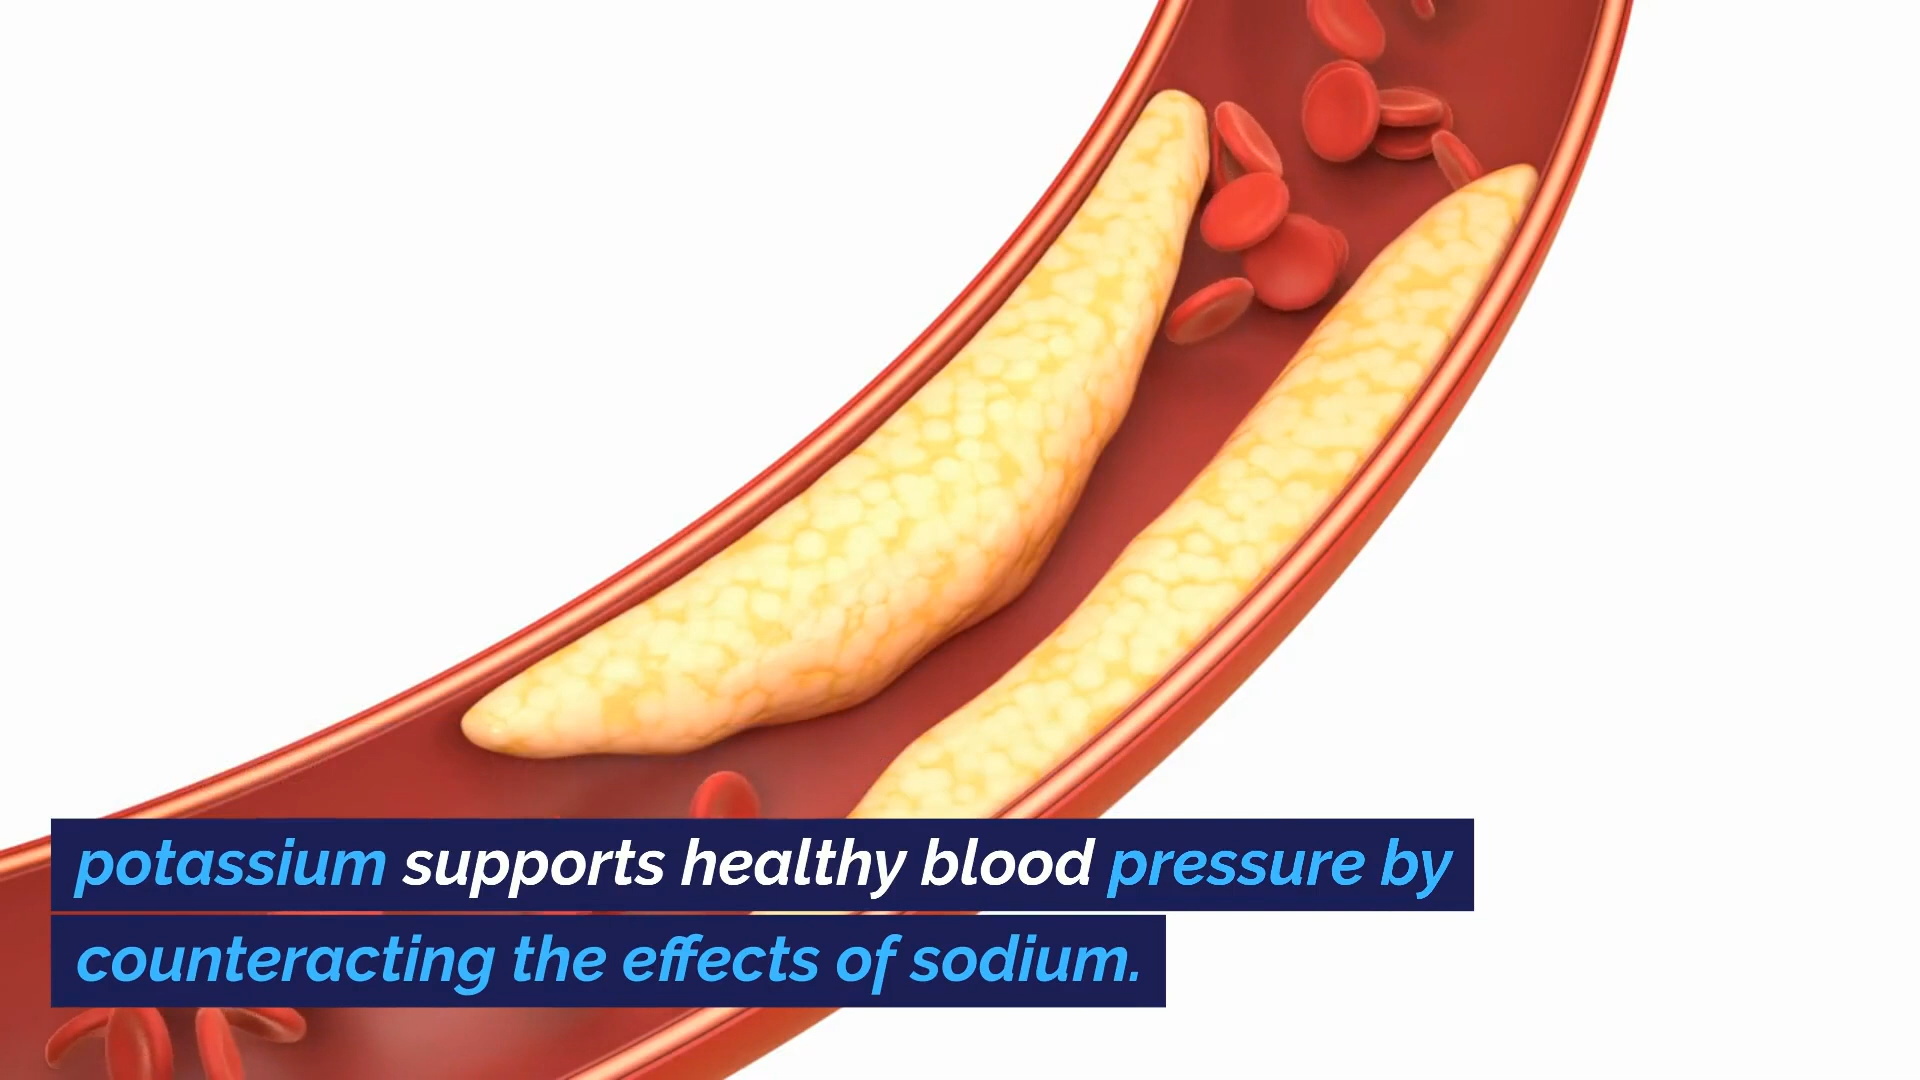 potassium supports healthy blood pressure by
counteracting the effects of sodium.